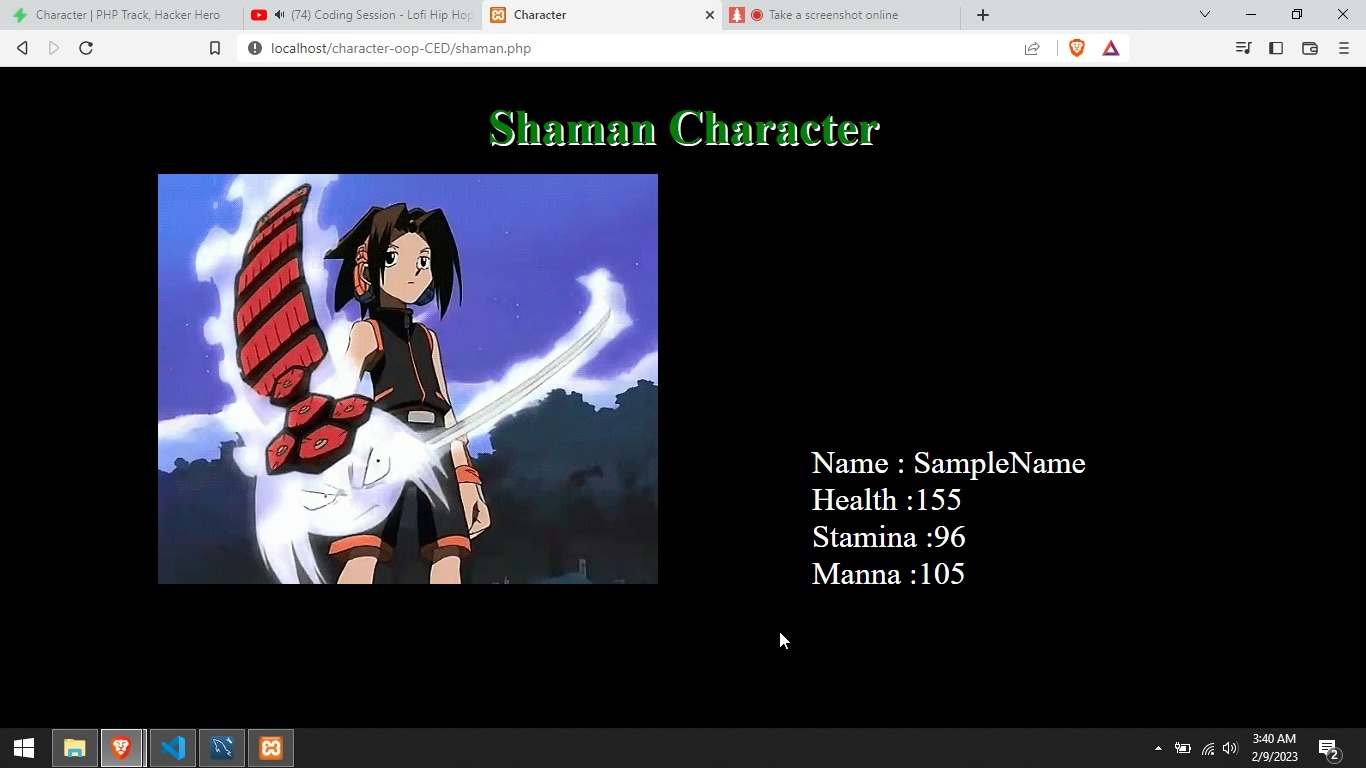 Character | PHP Track, Hacker Hero
(74) Coding Session - Lofi Hip Hop
Character
Take a screenshot online
localhost/character-oop-CED/shaman.php
Shaman Character
Name : SampleName
Health :155
Stamina :96
Manna :105
3:40 AM
2/9/2023
2